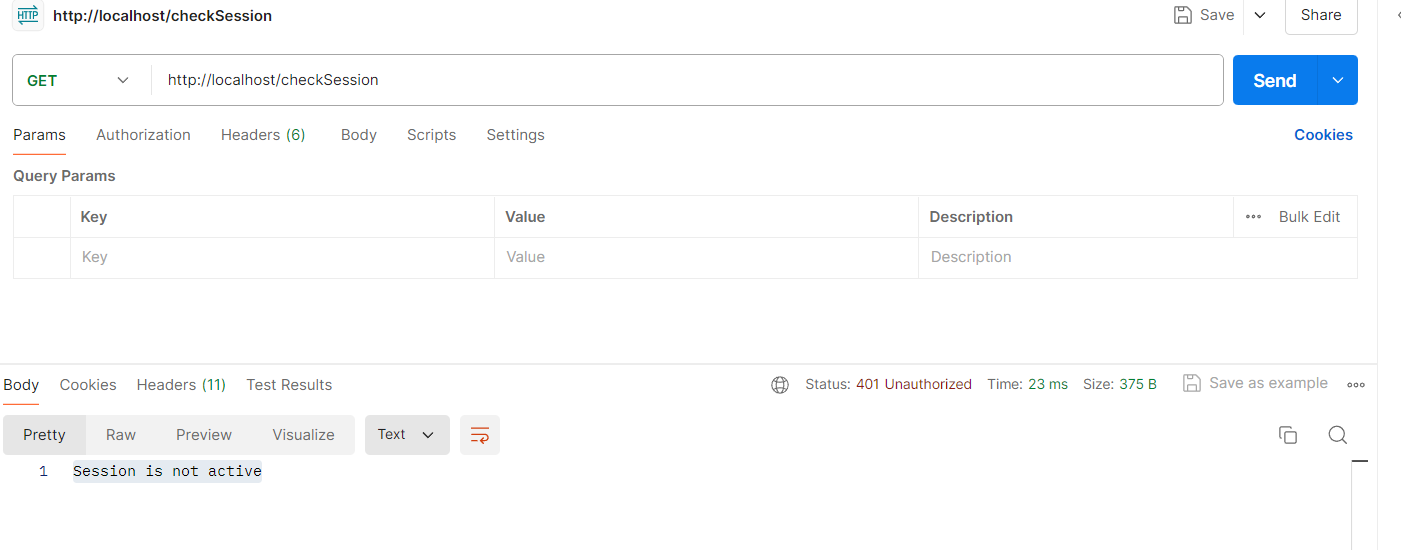 HTTP http://localhost/checkSession Save Share
GET http://localhost/checkSession Send
Params Authorization Headers (6) Body Scripts Settings Cookies
Query Params
Key Value Description Bulk Edit
Key Value Description
Body Cookies Headers (11) Test Results Status: 401 Unauthorized Time: 23 ms Size: 375 B Save as example
Pretty Raw Preview Visualize Text
1 Session is not active